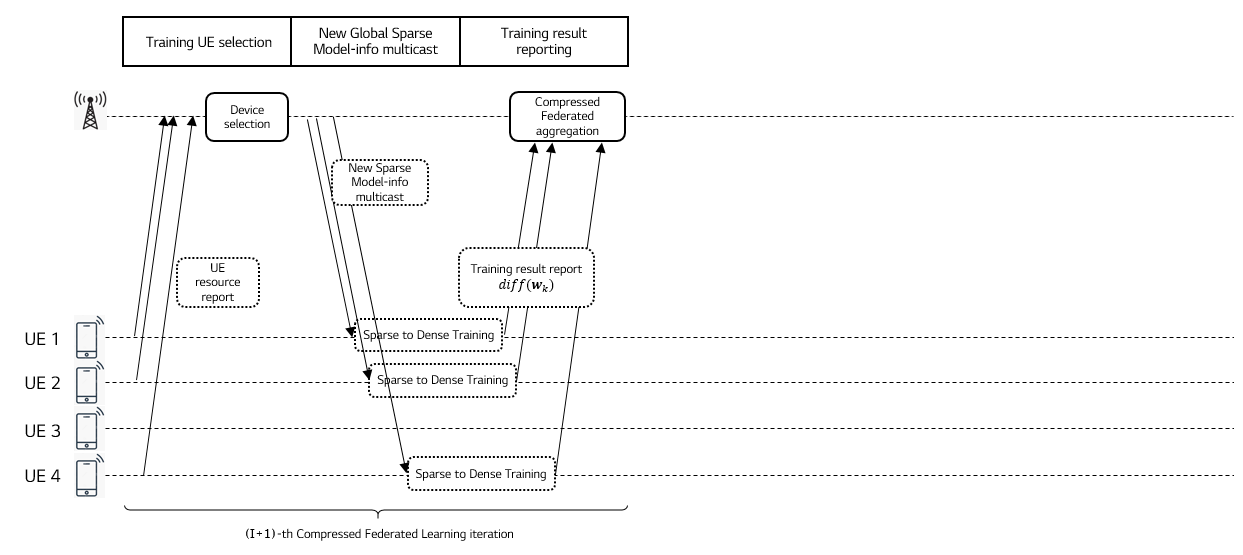 Training UE selection
New Global Sparse
Model-info multicast
Training result
reporting
Device
selection
Compressed
Federated
aggregation
New Sparse
Model-info
multicast
UE
resource
report
Training result report
diff(w_k)
UE 1
Sparse to Dense Training
UE 2
Sparse to Dense Training
UE 3
UE 4
Sparse to Dense Training
(I+1)-th Compressed Federated Learning iteration